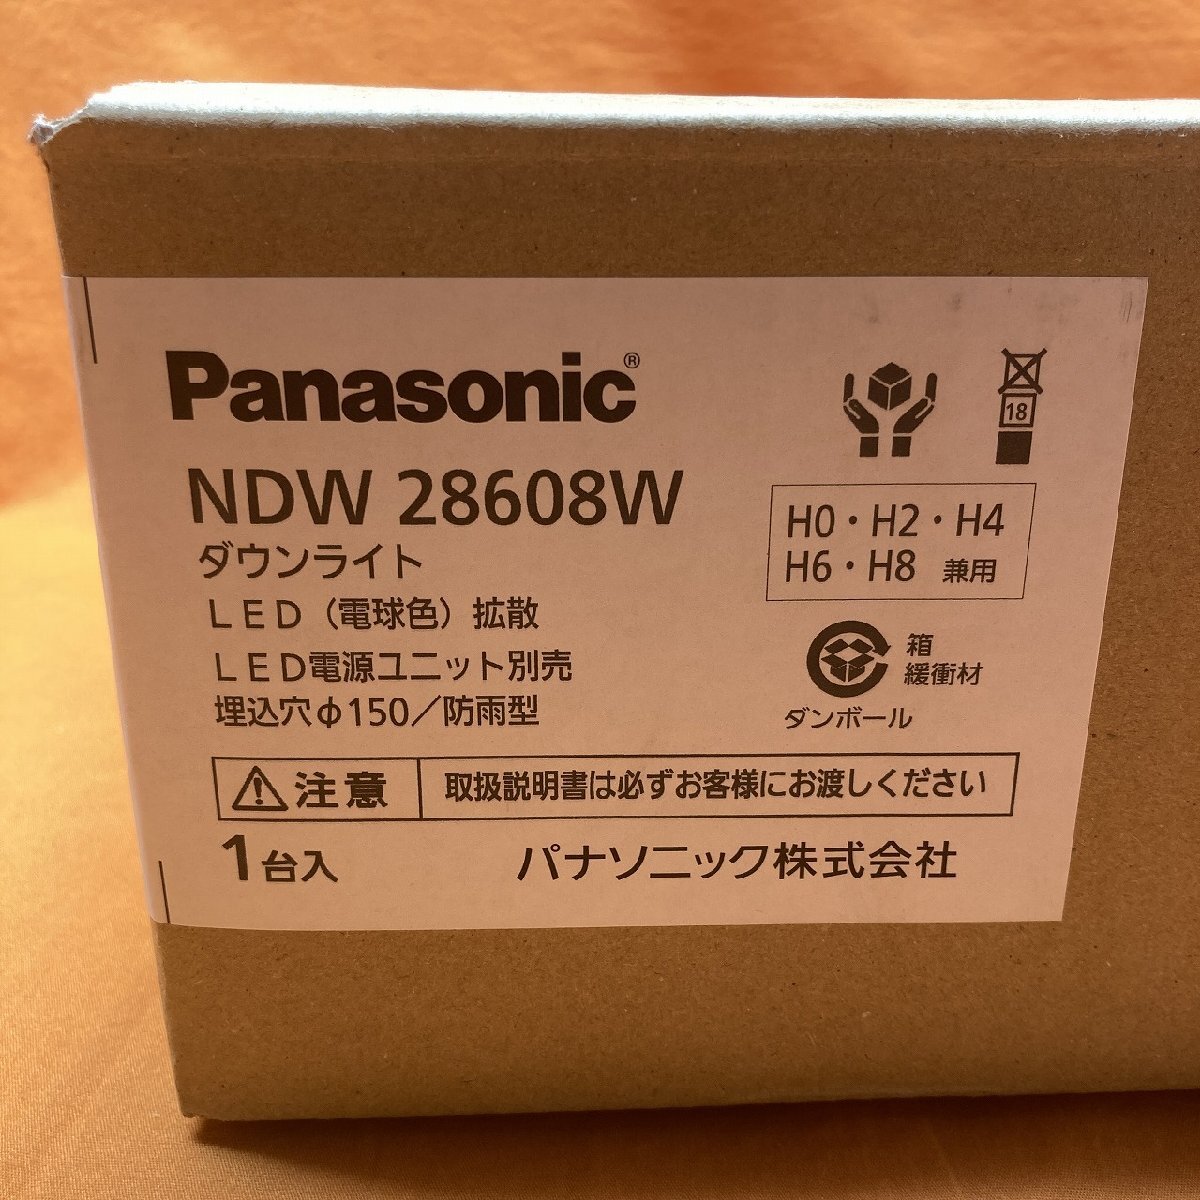 Panasonic®
NDW 28608W
ダウンライト
LED（電球色）拡散
LED電源ユニット別売
埋込穴φ150／防雨型
18
H0・H2・H4
H6・H8 兼用
箱
緩衝材
ダンボール
注意 取扱説明書は必ずお客様にお渡しください
1台入 パナソニック株式会社